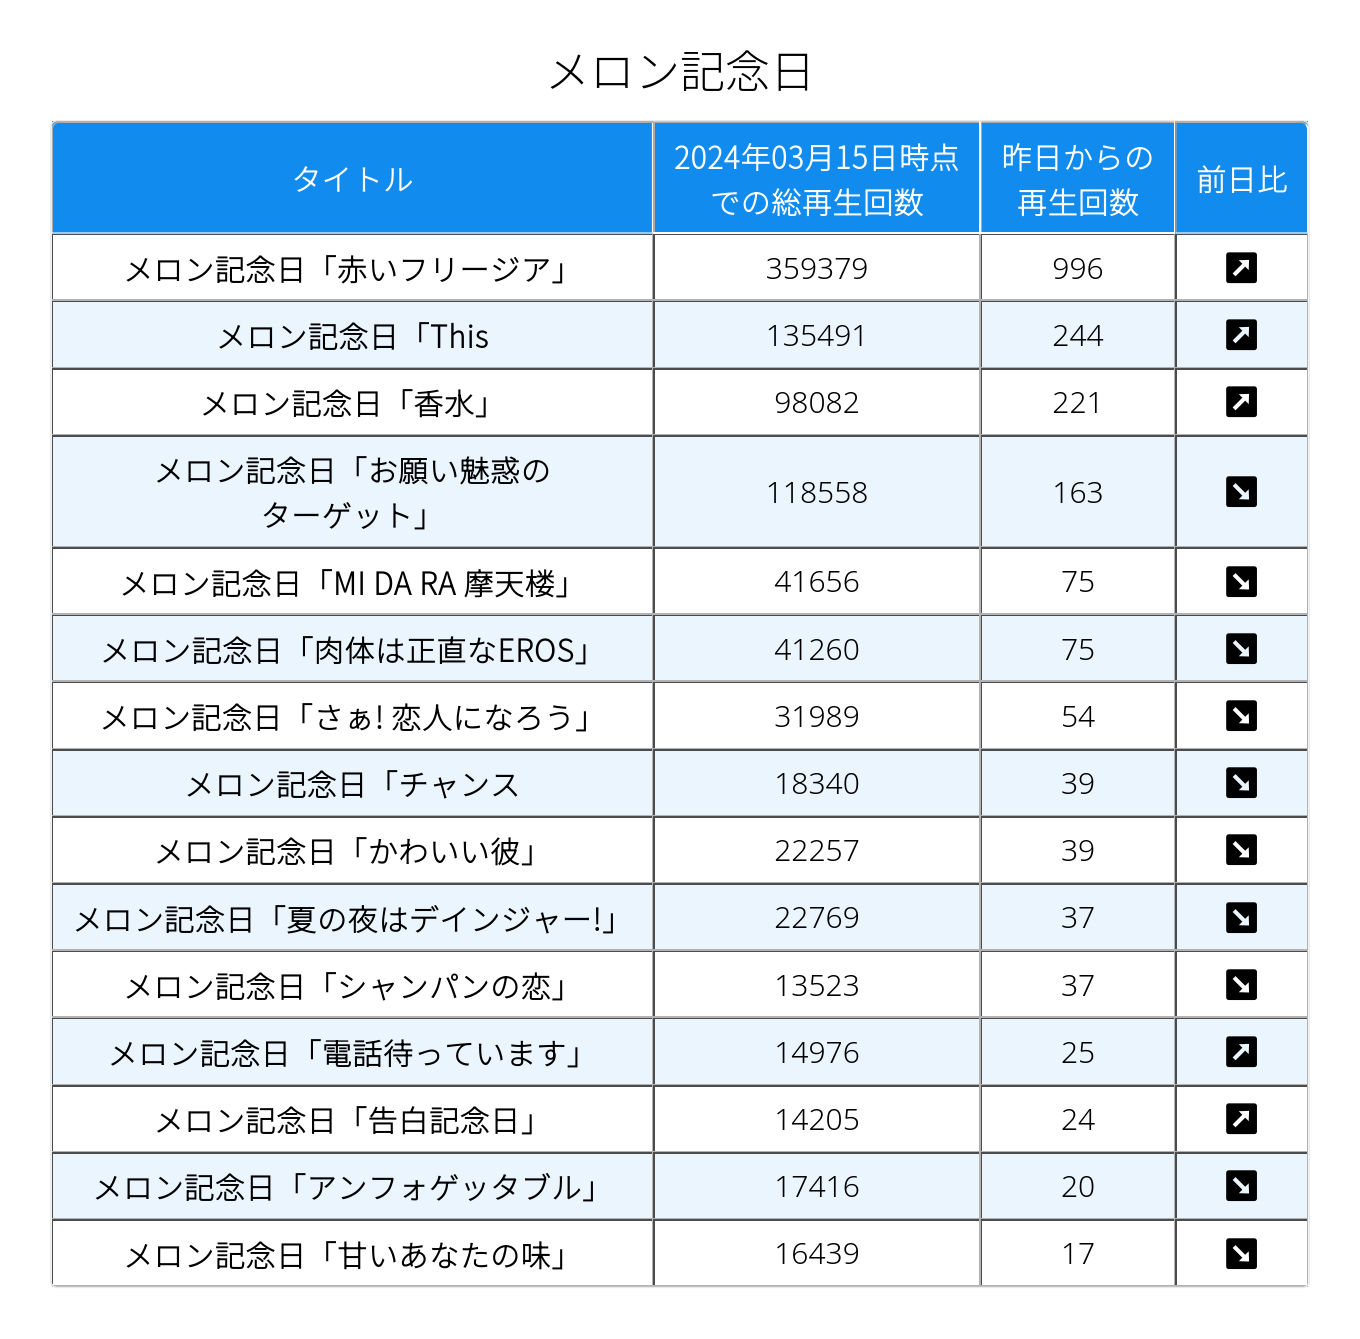 メロン記念日
タイトル
2024年03月15日時点
での総再生回数
昨日からの
再生回数
前日比
メロン記念日「赤いフリージア」 359379 996
メロン記念日「This 135491 244
メロン記念日「香水」 98082 221
メロン記念日「お願い魅惑の
ターゲット」 118558 163
メロン記念日「MI DA RA 摩天楼」 41656 75
メロン記念日「肉体は正直なEROS」 41260 75
メロン記念日「さぁ! 恋人になろう」 31989 54
メロン記念日「チャンス 18340 39
メロン記念日「かわいい彼」 22257 39
メロン記念日「夏の夜はデインジャー!」 22769 37
メロン記念日「シャンパンの恋」 13523 37
メロン記念日「電話待っています」 14976 25
メロン記念日「告白記念日」 14205 24
メロン記念日「アンフォゲッタブル」 17416 20
メロン記念日「甘いあなたの味」 16439 17